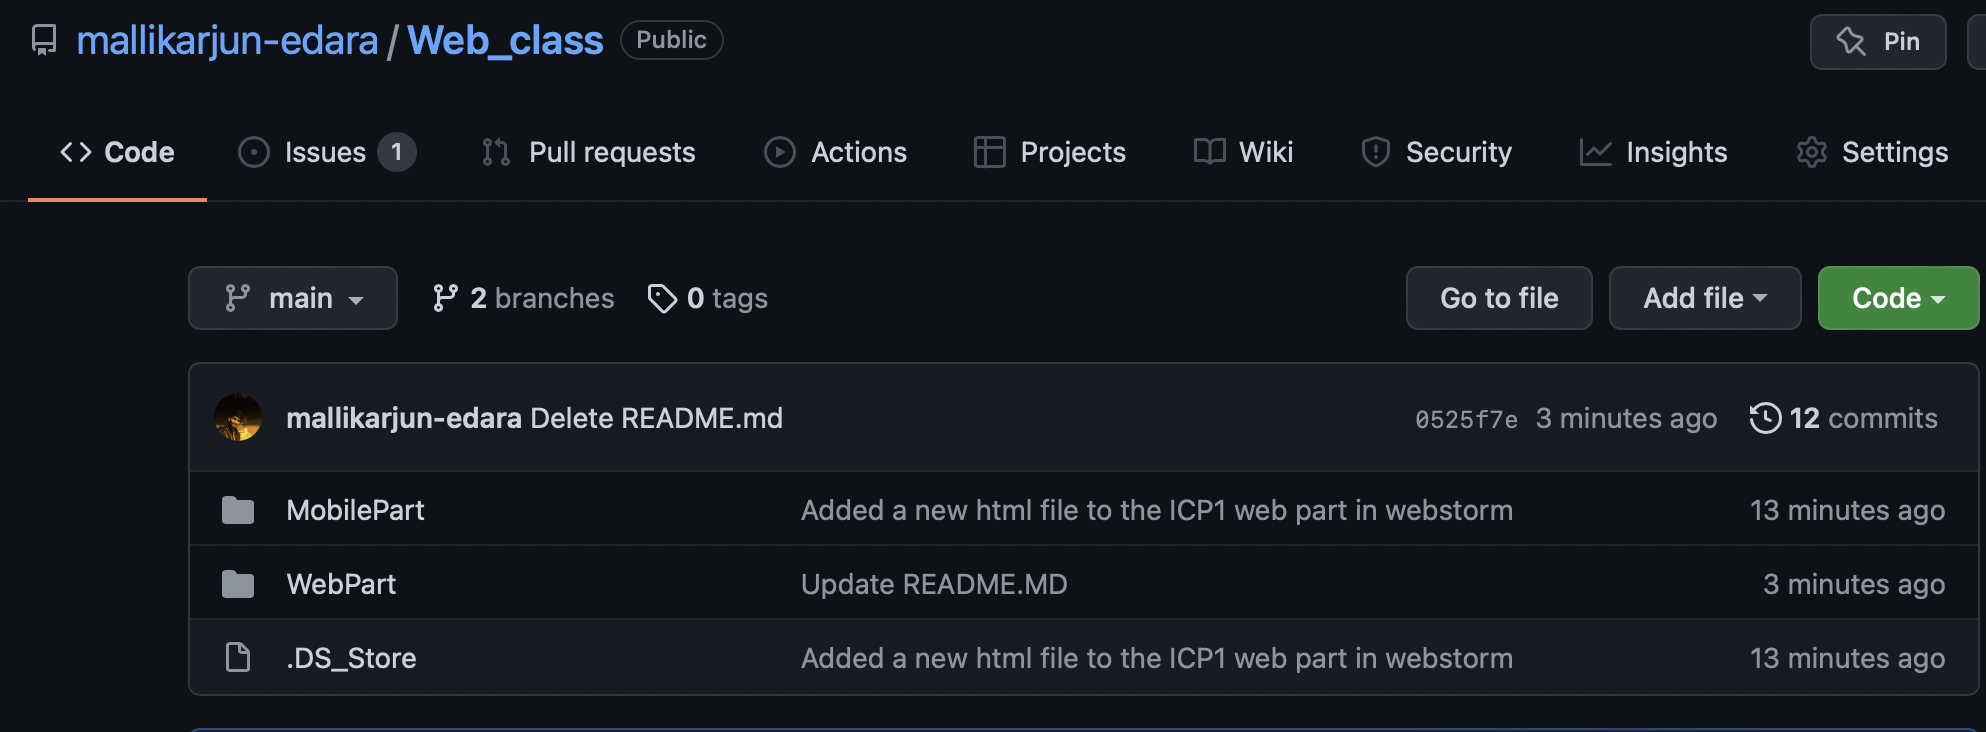 mallikarjun-edara / Web_class Public Pin
Code Issues 1 Pull requests Actions Projects Wiki Security Insights Settings
main 2 branches 0 tags Go to file Add file Code
mallikarjun-edara Delete README.md 0525f7e 3 minutes ago 12 commits
MobilePart Added a new html file to the ICP1 web part in webstorm 13 minutes ago
WebPart Update README.MD 3 minutes ago
.DS_Store Added a new html file to the ICP1 web part in webstorm 13 minutes ago